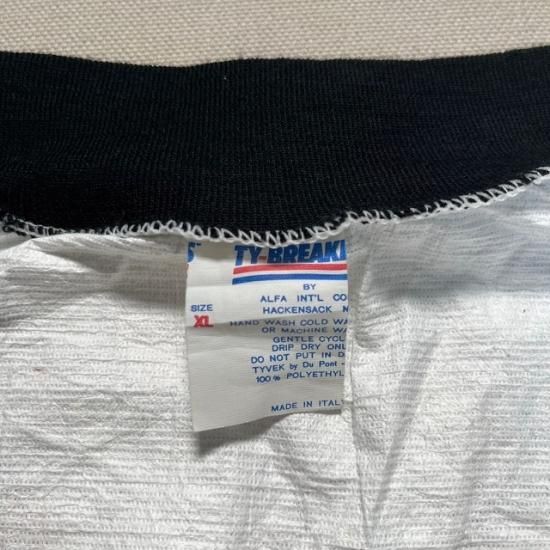 TY-BREAK
BY
ALFA INT'L CO
HACKENSACK N
SIZE
XL
HAND WASH COLD WA
OR MACHINE WA
GENTLE CYCL
DRIP DRY ONL
DO NOT PUT IN D
TYVEK by Du Pont -
100% POLYETHYL
MADE IN ITAL